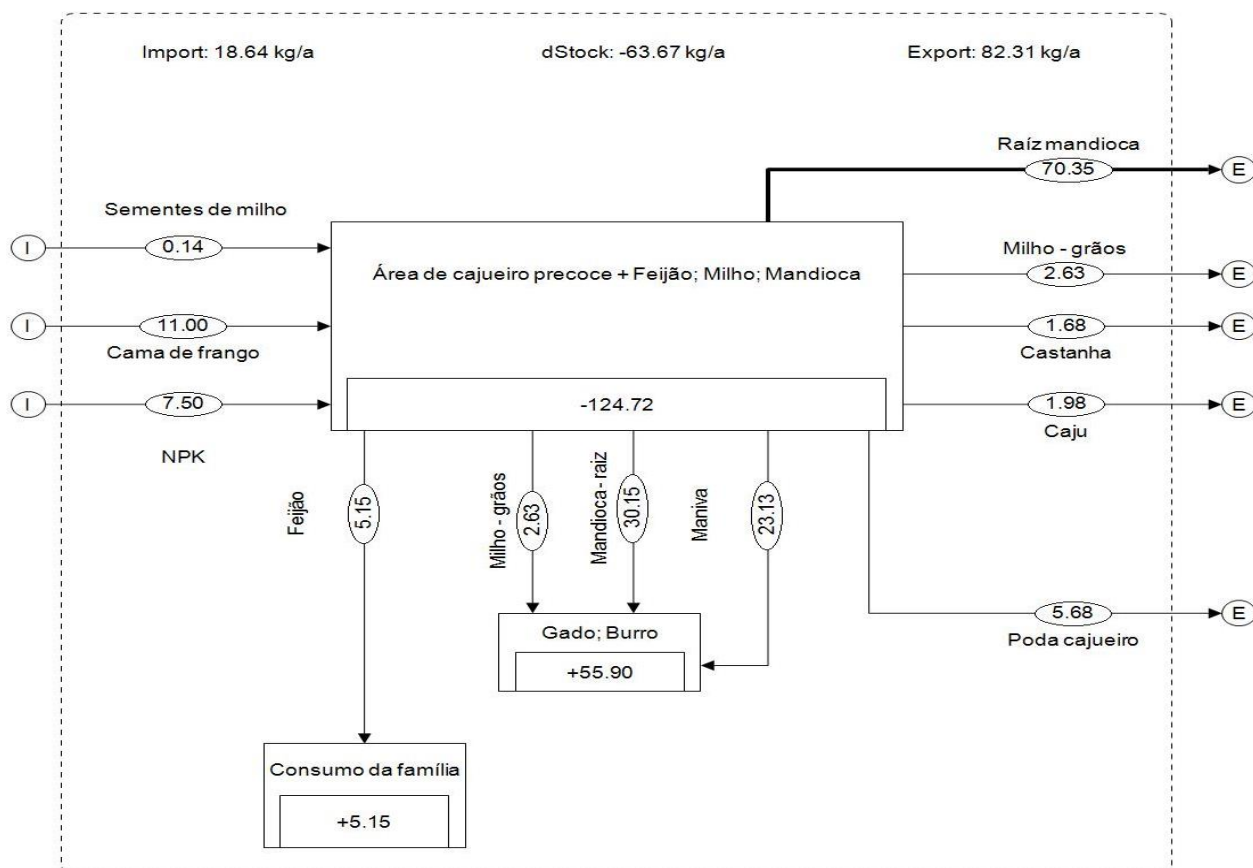 Import: 18.64 kg/a
dStock: -63.67 kg/a
Export: 82.31 kg/a
Raíz mandioca
70.35
E
Sementes de milho
I
0.14
Área de cajueiro precoce + Feijão; Milho; Mandioca
Milho - grãos
2.63
E
I
11.00
Cama de frango
1.68
E
Castanha
I
7.50
NPK
-124.72
1.98
E
Caju
Feijão
5.15
Milho - grãos
2.63
Mandioca - raiz
30.15
Maniva
23.13
5.68
E
Poda cajueiro
Gado; Burro
+55.90
Consumo da família
+5.15